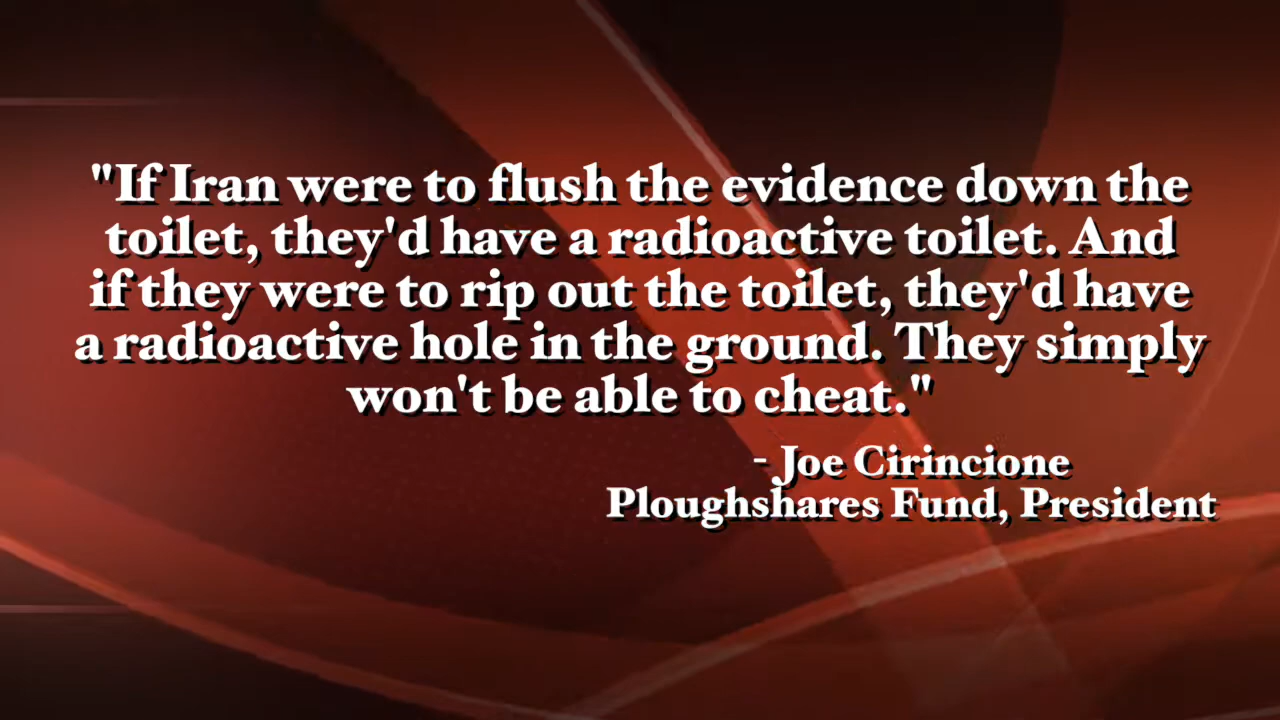 "If Iran were to flush the evidence down the
toilet, they'd have a radioactive toilet. And
if they were to rip out the toilet, they'd have
a radioactive hole in the ground. They simply
won't be able to cheat."
- Joe Cirincione
Ploughshares Fund, President